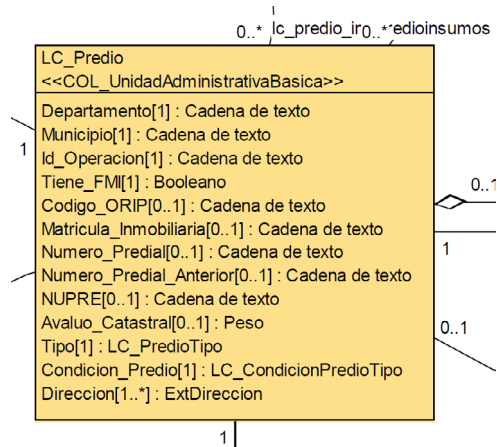 0..* lc_predio_ir 0..* redioinsumos
LC_Predio
<<COL_UnidadAdministrativaBasica>>
Departamento[1] : Cadena de texto
Municipio[1] : Cadena de texto
1
Id_Operacion[1] : Cadena de texto
Tiene_FMI[1] : Booleano
Codigo_ORIP[0..1] : Cadena de texto
0..1
Matricula_Inmobiliaria[0..1] : Cadena de texto
Numero_Predial[0..1] : Cadena de texto
1
Numero_Predial_Anterior[0..1] : Cadena de texto
NUPRE[0..1] : Cadena de texto
Avaluo_Catastral[0..1] : Peso
0..1
Tipo[1] : LC_PredioTipo
Condicion_Predio[1] : LC_CondicionPredioTipo
Direccion[1..*] : ExtDireccion
1